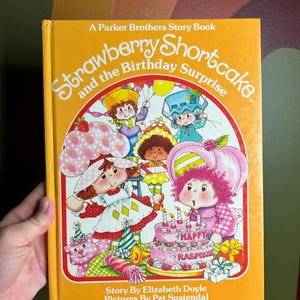 A Parker Brothers Story Book
Strawberry Shortcake
and the Birthday Surprise
HAPPY
Story By Elizabeth Doyle
Pictures By Pat Sustendal